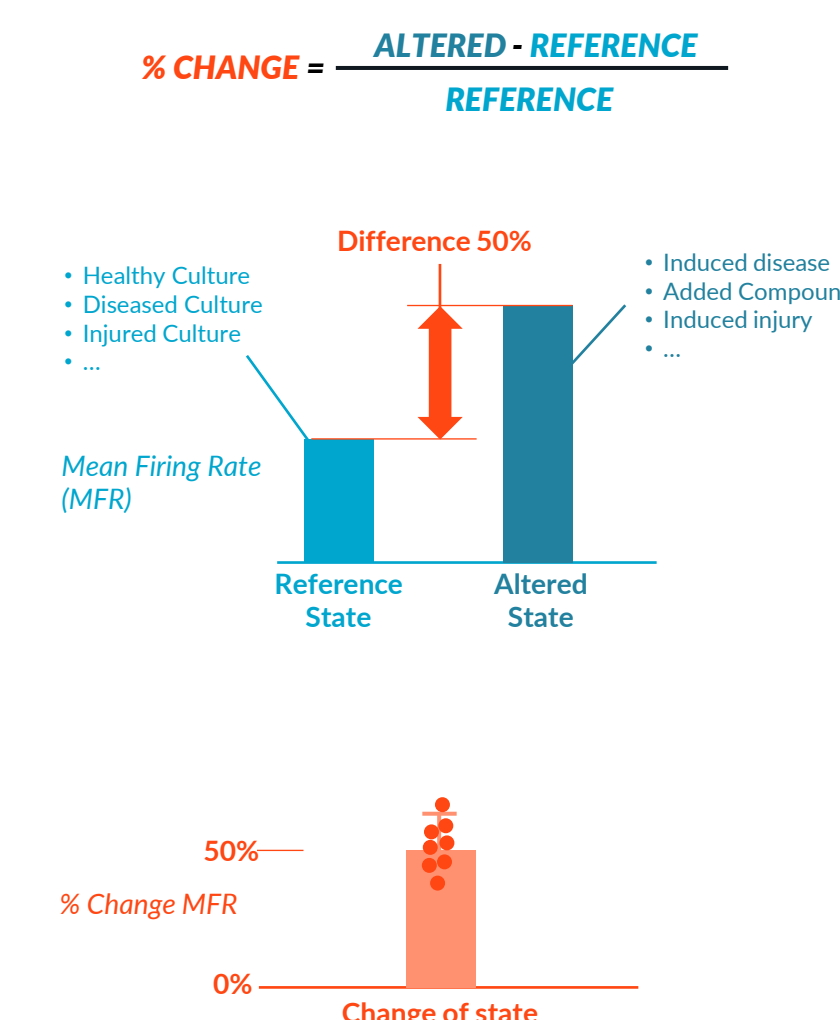 % CHANGE = ALTERED - REFERENCE
REFERENCE
Difference 50%
• Healthy Culture
• Diseased Culture
• Injured Culture
• ...
• Induced disease
• Added Compoun
• Induced injury
• ...
Mean Firing Rate
(MFR)
Reference
State
Altered
State
50%
% Change MFR
0%
Change of state